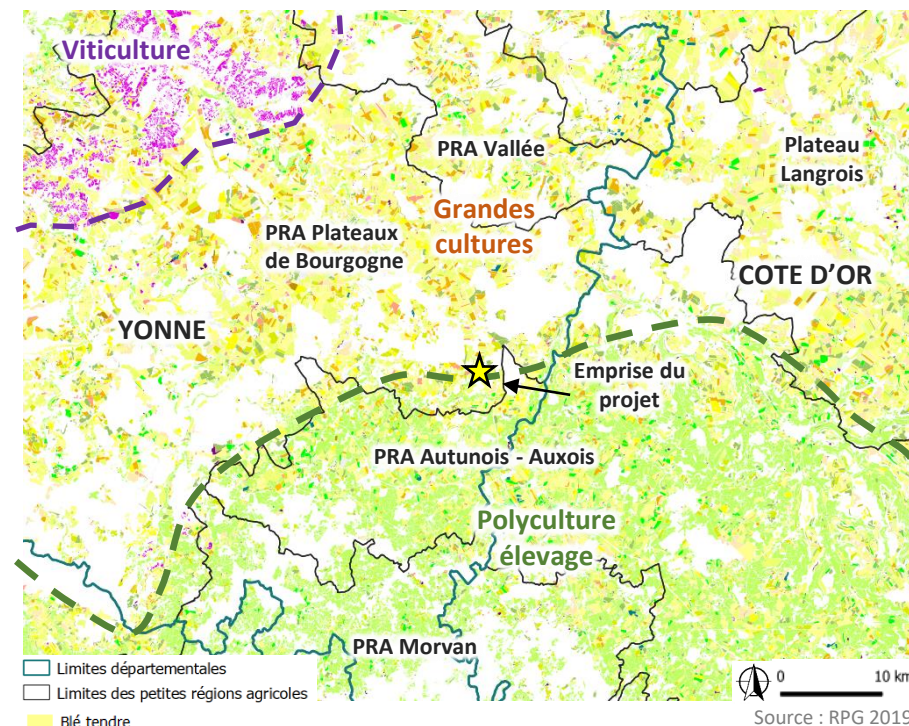 Viticulture
PRA Vallée
Plateau
Langrois
Grandes
cultures
PRA Plateaux
de Bourgogne
COTE D’OR
YONNE
Emprise du
projet
PRA Autunois - Auxois
Polyculture
élevage
PRA Morvan
Limites départementales
Limites des petites régions agricoles
Blé tendre
0 10 km
Source : RPG 2019